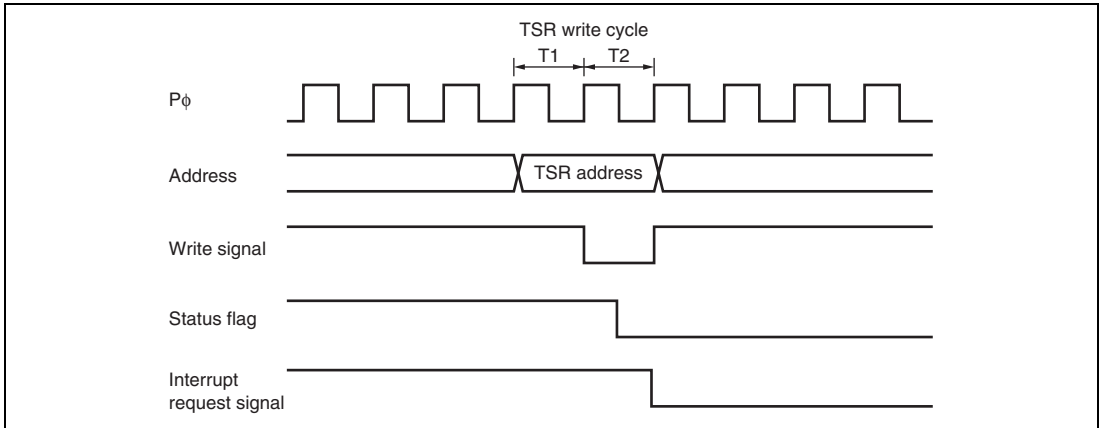 TSR write cycle
T1 T2
Pϕ
Address
TSR address
Write signal
Status flag
Interrupt
request signal